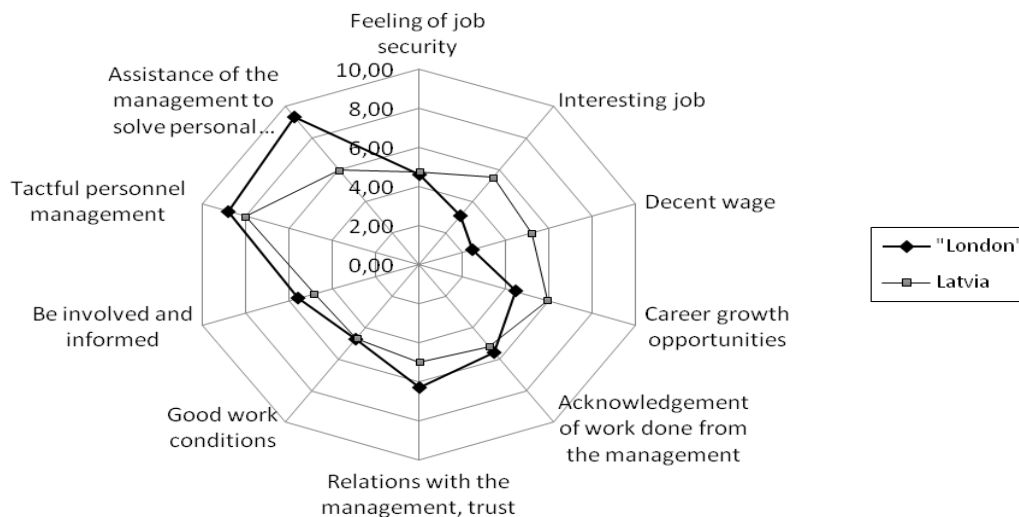 Feeling of job
security
10,00
8,00
6,00
4,00
2,00
0,00
Interesting job
Decent wage
Career growth
opportunities
Acknowledgement
of work done from
the management
Relations with the
management, trust
Good work
conditions
Be involved and
informed
Tactful personnel
management
Assistance of the
management to
solve personal...
"London"
Latvia